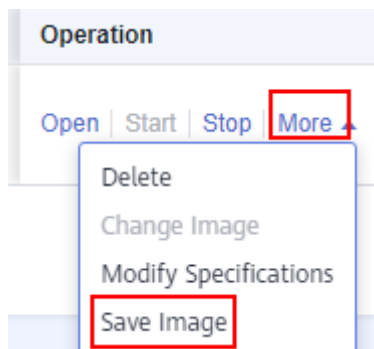 Operation
Open Start Stop More
Delete
Change Image
Modify Specifications
Save Image